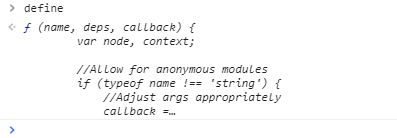 > define
< ƒ (name, deps, callback) {
var node, context;
//Allow for anonymous modules
if (typeof name !== 'string') {
//Adjust args appropriately
callback =…
>